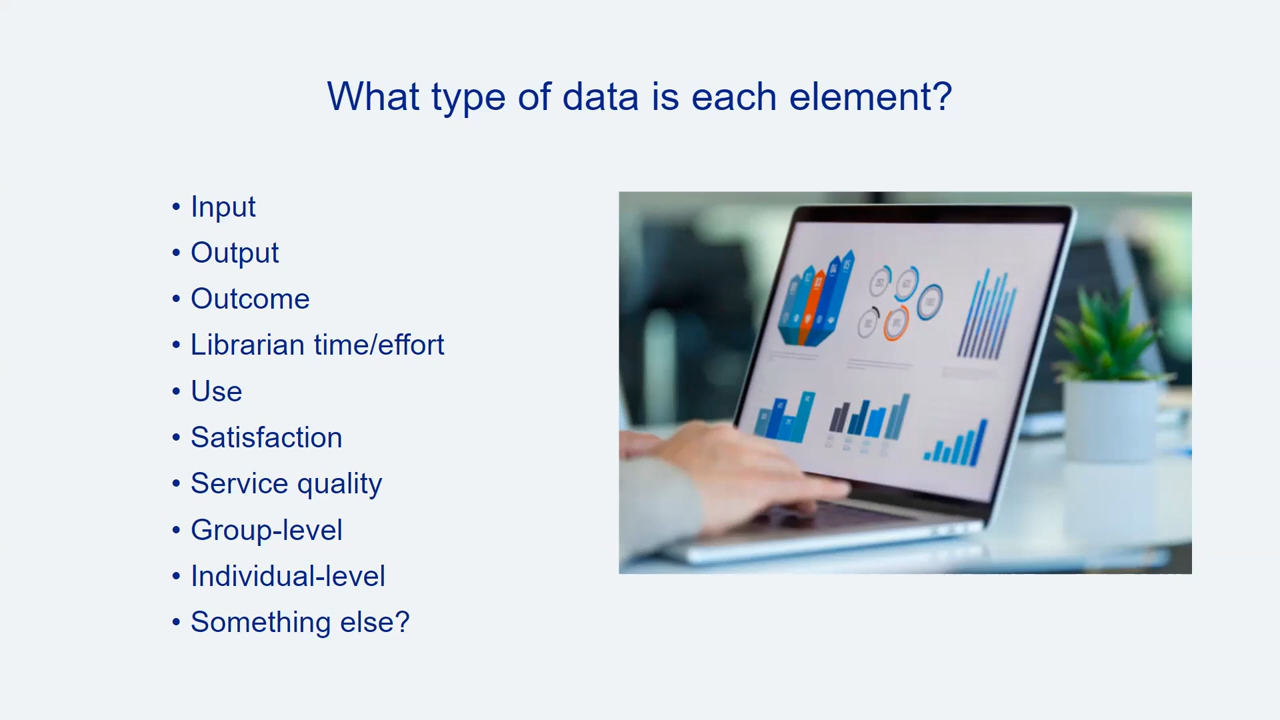 What type of data is each element?
• Input
• Output
• Outcome
• Librarian time/effort
• Use
• Satisfaction
• Service quality
• Group-level
• Individual-level
• Something else?